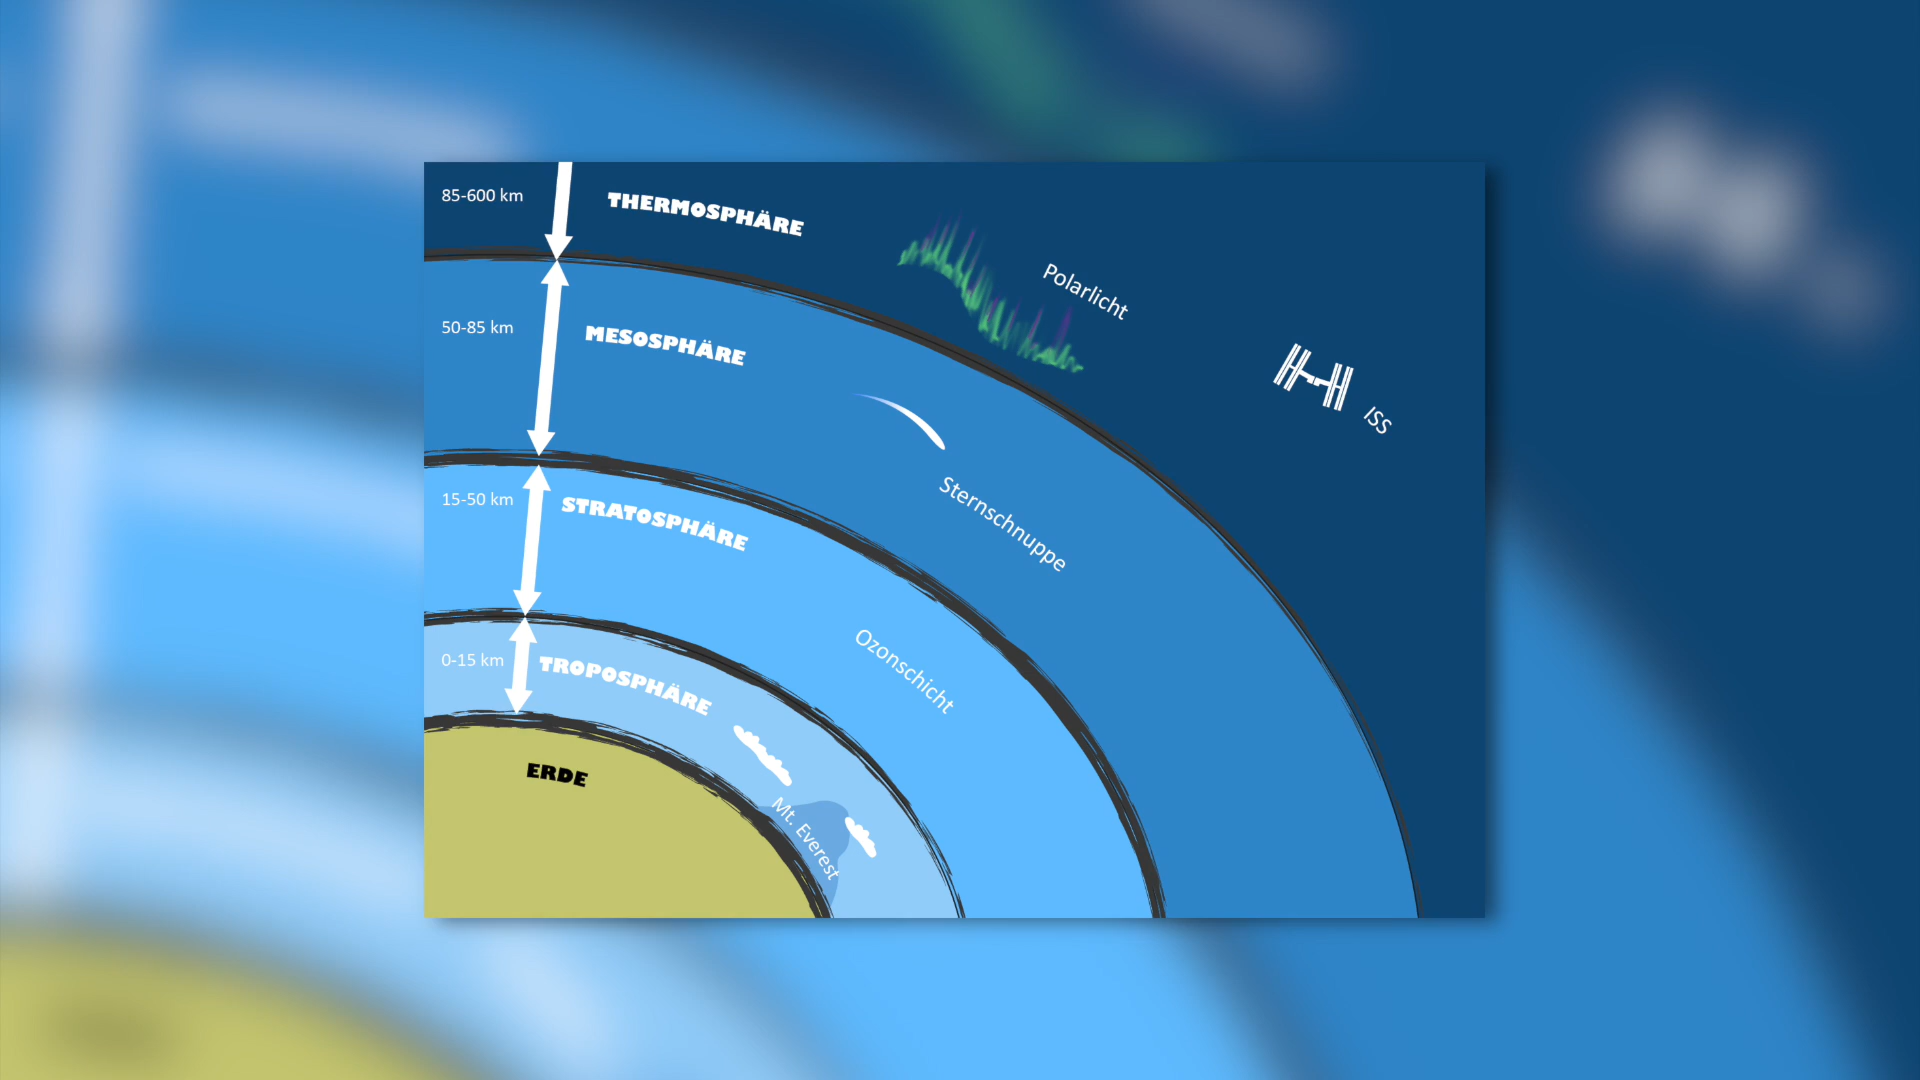 85-600 km
THERMOSPHÄRE
Polarlicht
ISS
50-85 km
MESOSPHÄRE
Sternschnuppe
15-50 km
STRATOSPHÄRE
Ozonschicht
0-15 km
TROPOSPHÄRE
Mt. Everest
ERDE